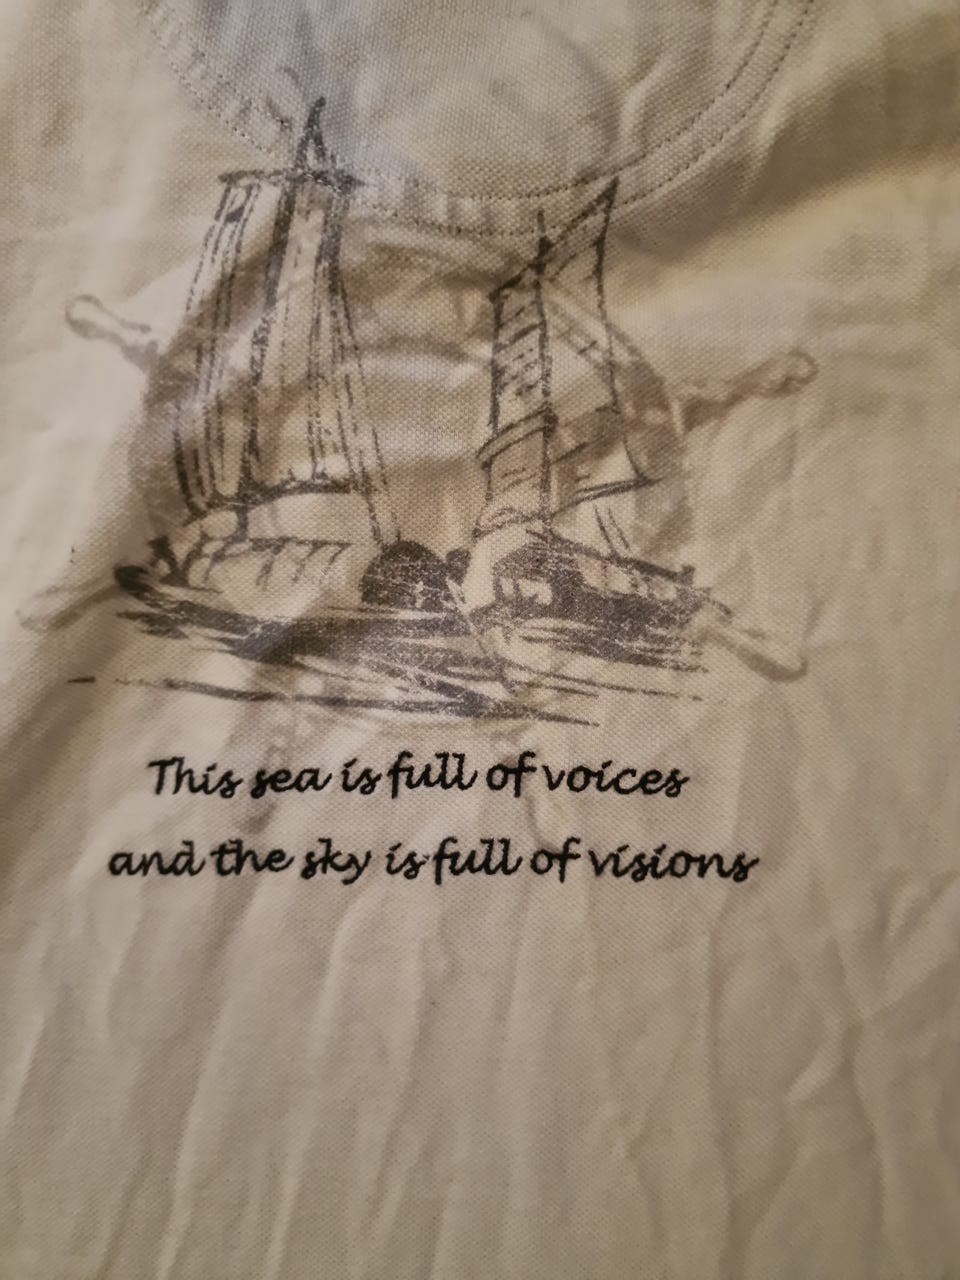 This sea is full of voices
and the sky is full of visions